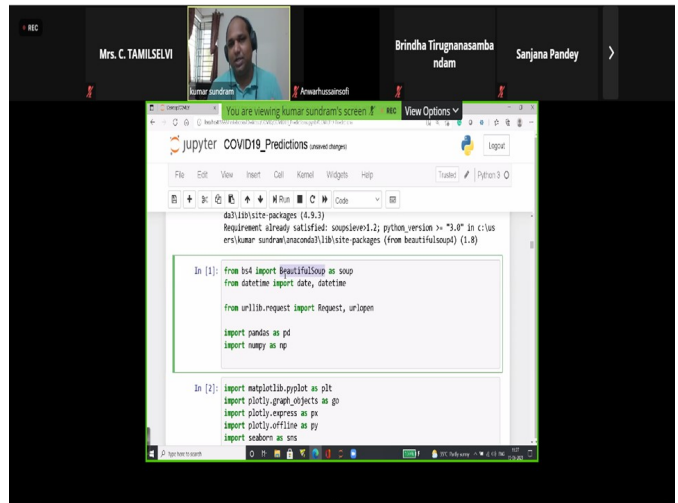 REC
Mrs. C. TAMILSELVI
kumar sundram
Anwarhussainsofi
Brindha Tirugnanasamba
ndam
Sanjana Pandey
You are viewing kumar sundram's screen
REC
View Options
jupyter COVID19_Predictions (unsaved changes)
Logout
File Edit View Insert Cell Kernel Widgets Help
Trusted
Python 3
Run
Code
da3\lib\site-packages (4.9.3)
Requirement already satisfied: soupsieve>1.2; python_version >= "3.0" in c:\us
ers\kumar sundram\anaconda3\lib\site-packages (from beautifulsoup4) (1.8)
In [1]: from bs4 import BeautifulSoup as soup
from datetime import date, datetime
from urllib.request import Request, urlopen
import pandas as pd
import numpy as np
In [2]: import matplotlib.pyplot as plt
import plotly.graph_objects as go
import plotly.express as px
import plotly.offline as py
import seaborn as sns
Type here to search